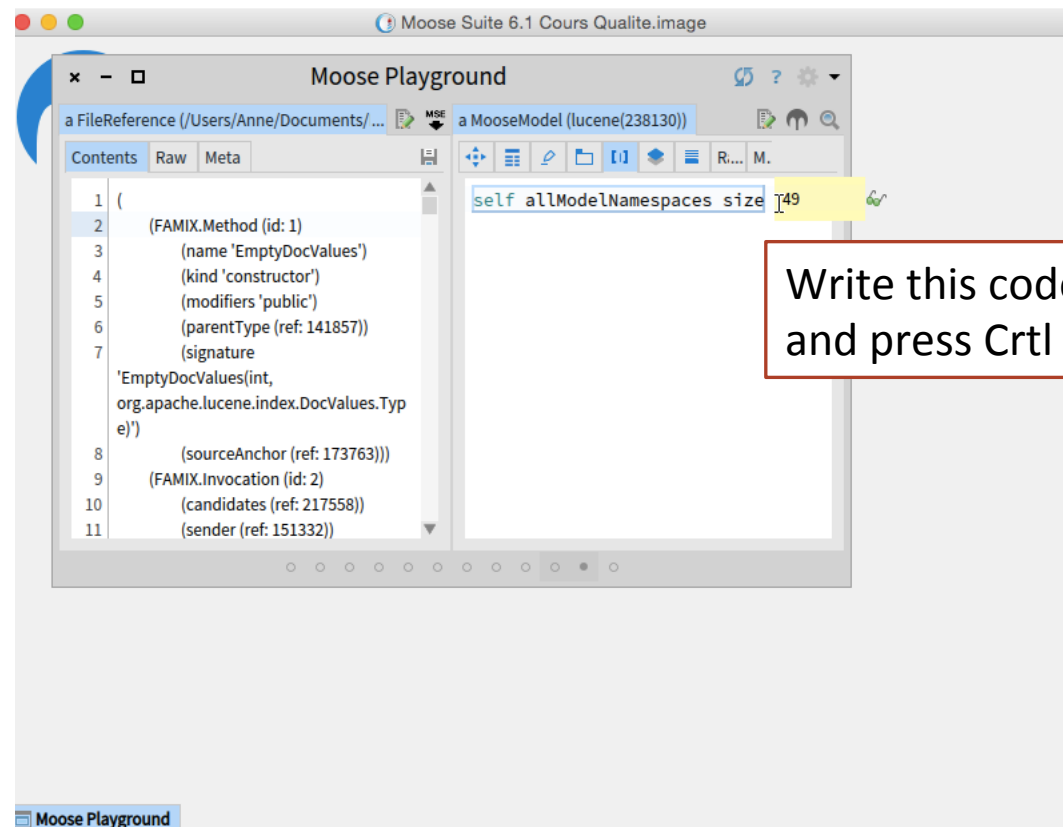 Moose Suite 6.1 Cours Qualite.image
Moose Playground
a FileReference (/Users/Anne/Documents/ ...
MSE
a MooseModel (lucene(238130))
Contents Raw Meta
R... M.
1 (
2 (FAMIX.Method (id: 1)
3 (name 'EmptyDocValues')
4 (kind 'constructor')
5 (modifiers 'public')
6 (parentType (ref: 141857))
7 (signature
'EmptyDocValues(int,
org.apache.lucene.index.DocValues.Typ
e)')
8 (sourceAnchor (ref: 173763)))
9 (FAMIX.Invocation (id: 2)
10 (candidates (ref: 217558))
11 (sender (ref: 151332))
self allModelNamespaces size 49
Write this code
and press Crtl
Moose Playground